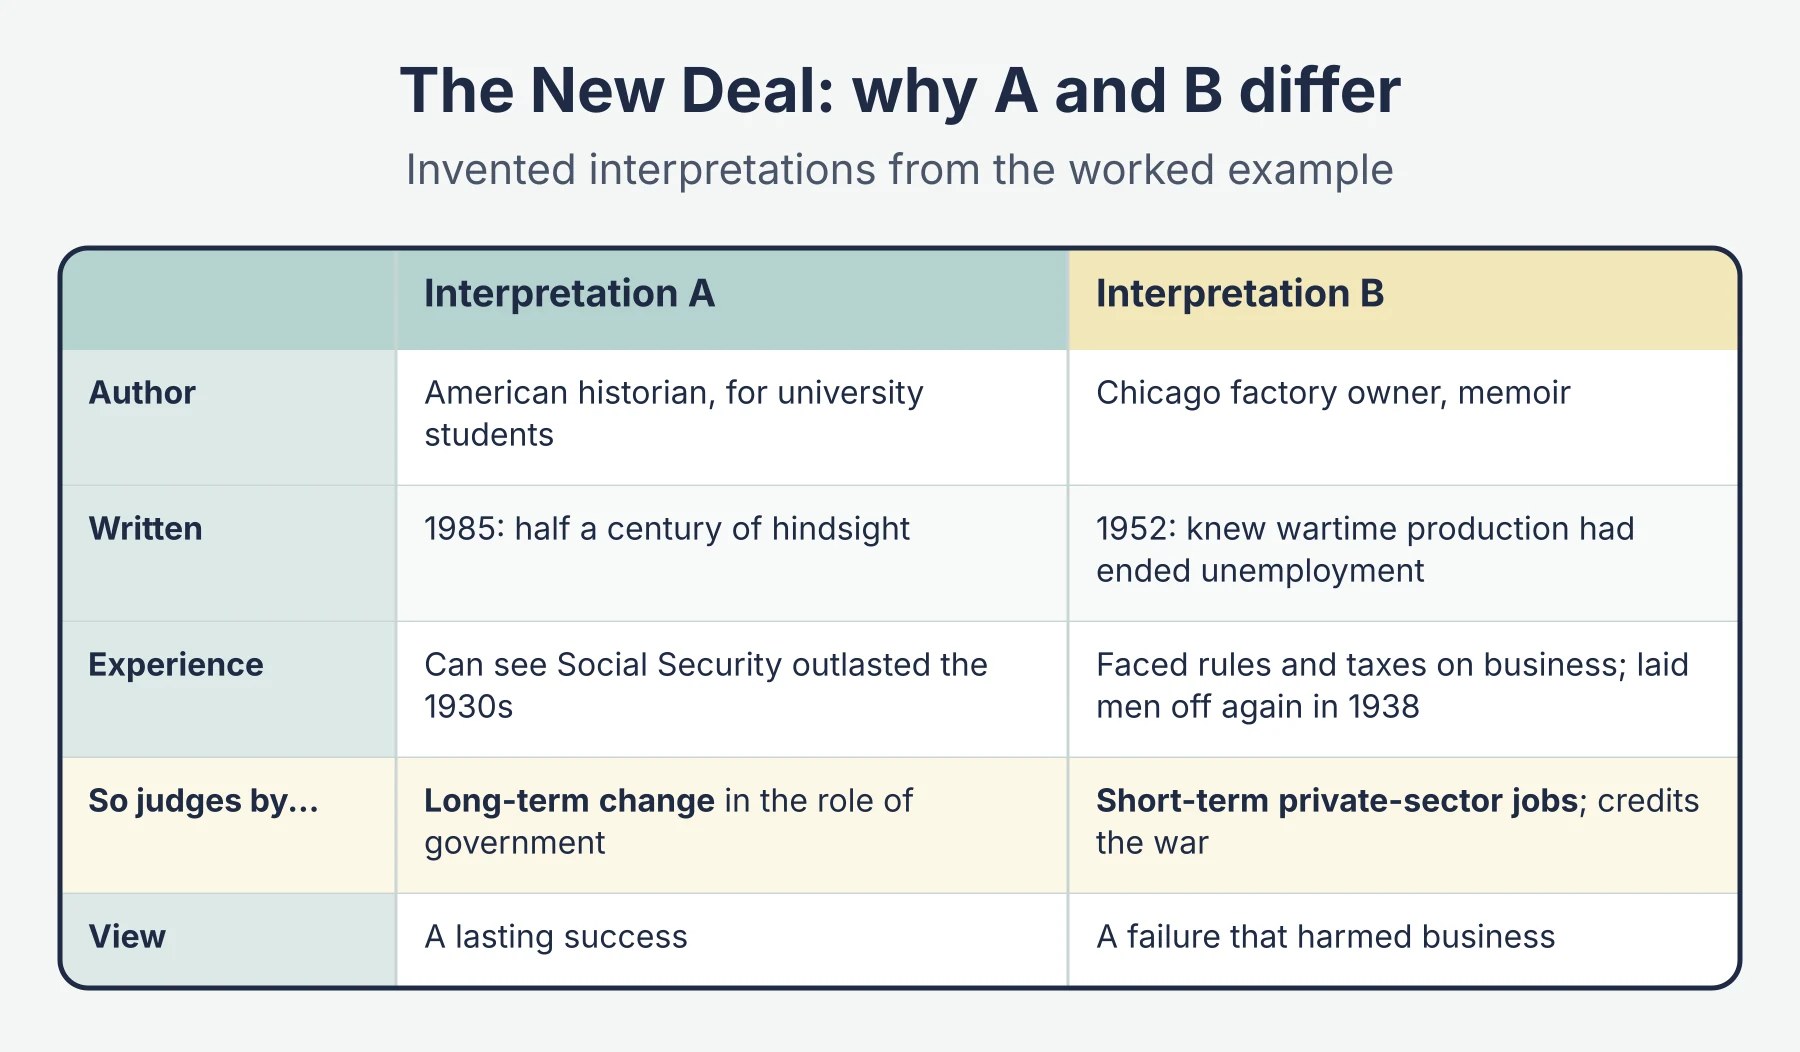 The New Deal: why A and B differ
Invented interpretations from the worked example
Interpretation A
Interpretation B
Author
American historian, for university
students
Chicago factory owner, memoir
Written
1985: half a century of hindsight
1952: knew wartime production had
ended unemployment
Experience
Can see Social Security outlasted the
1930s
Faced rules and taxes on business; laid
men off again in 1938
So judges by...
Long-term change in the role of
government
Short-term private-sector jobs; credits
the war
View
A lasting success
A failure that harmed business